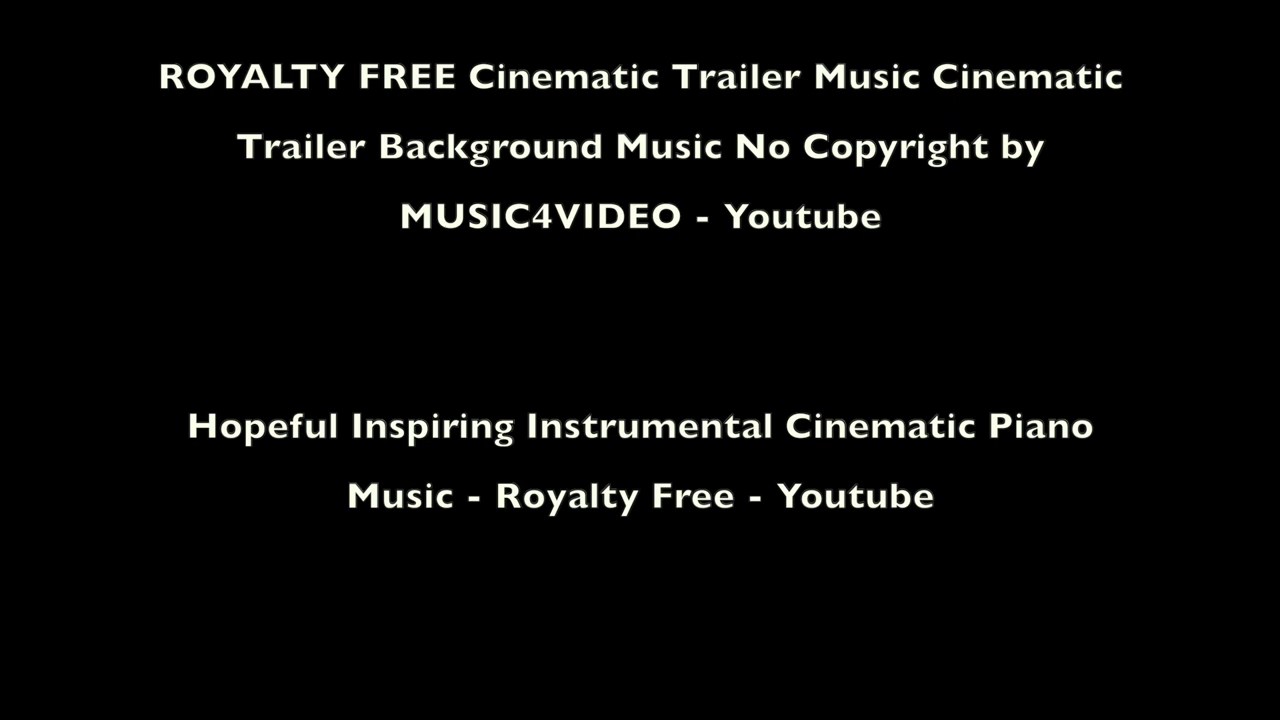 ROYALTY FREE Cinematic Trailer Music Cinematic
Trailer Background Music No Copyright by
MUSIC4VIDEO - Youtube
Hopeful Inspiring Instrumental Cinematic Piano
Music - Royalty Free - Youtube